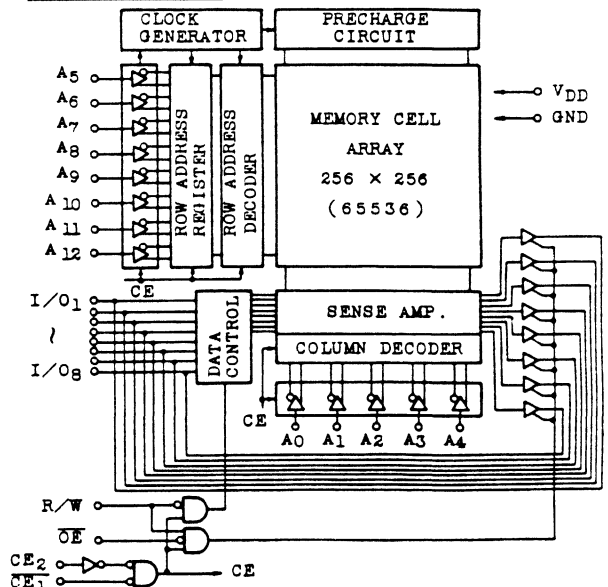 CLOCK GENERATOR
PRECHARGE CIRCUIT
A5
A6
A7
A8
A9
A10
A11
A12
ROW ADDRESS REGISTER
ROW ADDRESS DECODER
MEMORY CELL
ARRAY
256 × 256
(65536)
VDD
GND
CE
I/O1
~
I/O8
DATA CONTROL
SENSE AMP.
COLUMN DECODER
CE
A0 A1 A2 A3 A4
R/W
O̅E̅
CE2
C̅E̅1
CE